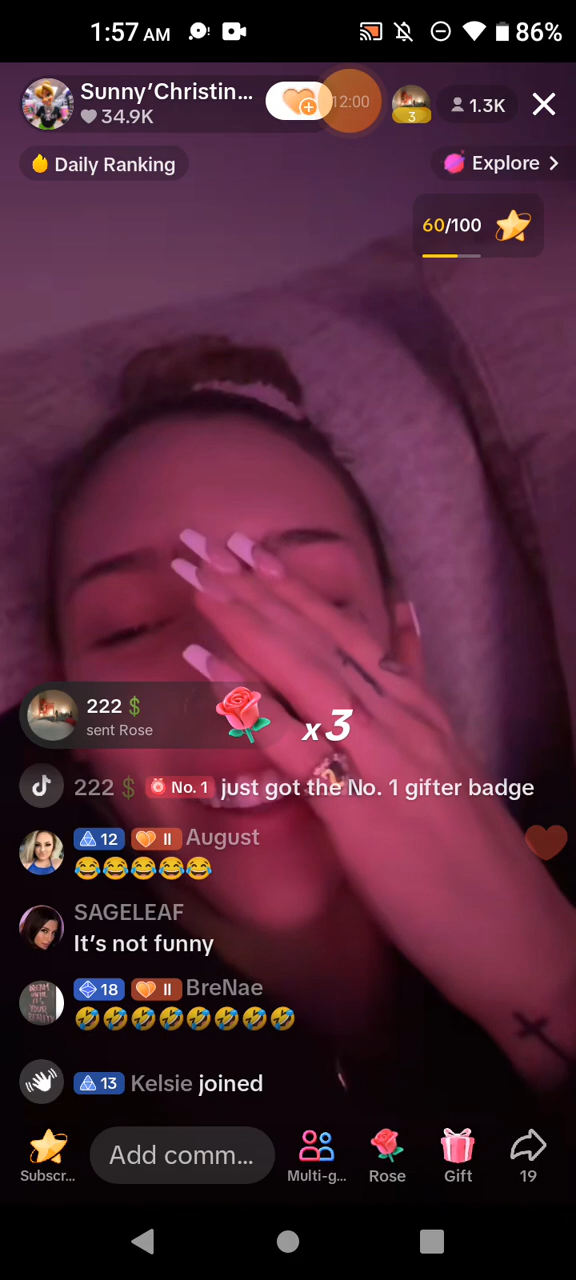 1:57 AM
86%
Sunny'Christin...
34.9K
12:00
3
1.3K
Daily Ranking
Explore
60/100
222 💲
sent Rose
x3
222 💲 No. 1 just got the No. 1 gifter badge
12 II August
😂😂😂😂😂
SAGELEAF
It's not funny
18 II BreNae
🤣🤣🤣🤣🤣🤣🤣🤣
13 Kelsie joined
Subscr...
Add comm...
Multi-g...
Rose
Gift
19